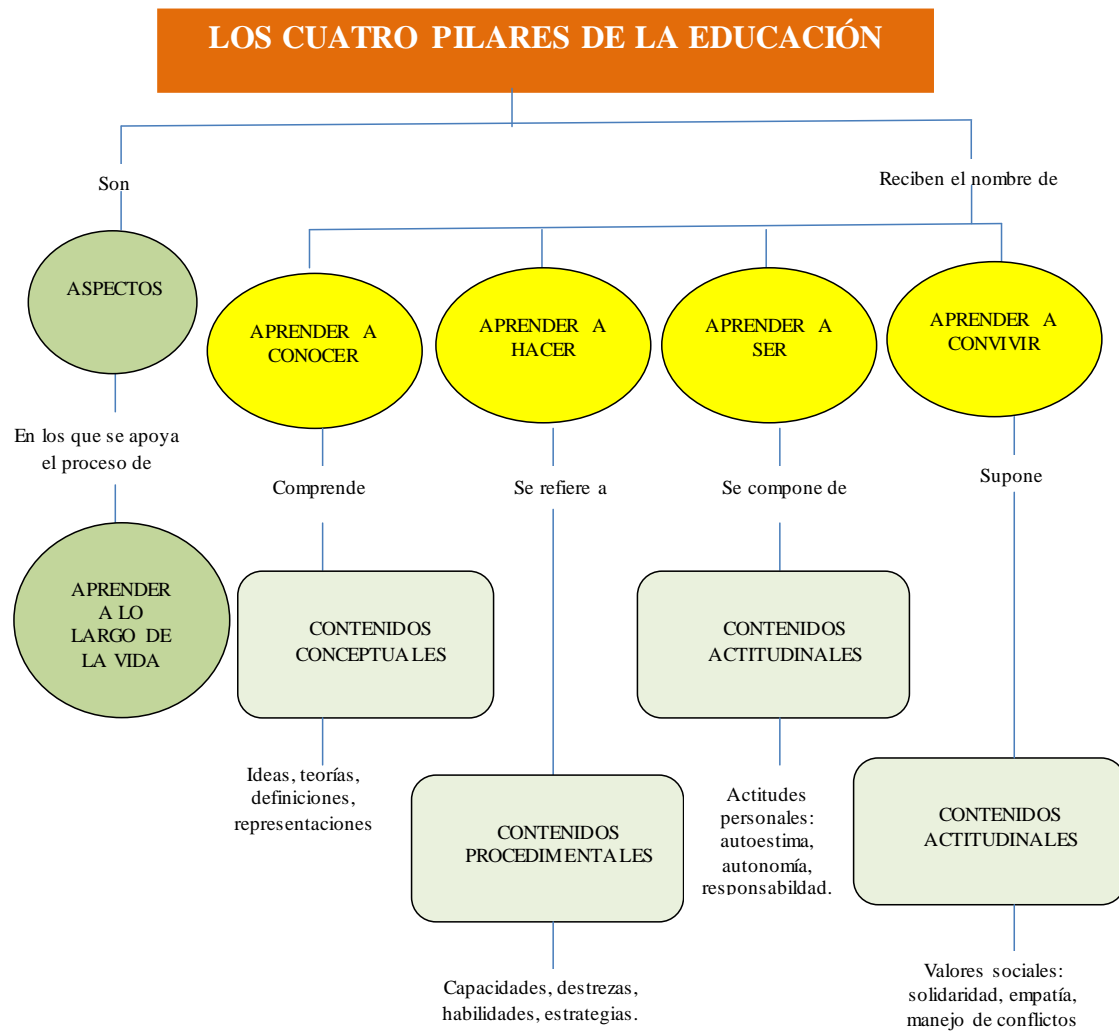 LOS CUATRO PILARES DE LA EDUCACIÓN
Son
Reciben el nombre de
ASPECTOS
APRENDER A
CONOCER
APRENDER A
HACER
APRENDER A
SER
APRENDER A
CONVIVIR
En los que se apoya
el proceso de
Comprende
Se refiere a
Se compone de
Supone
APRENDER
A LO
LARGO DE
LA VIDA
CONTENIDOS
CONCEPTUALES
CONTENIDOS
ACTITUDINALES
Ideas, teorías,
definiciones,
representaciones
CONTENIDOS
PROCEDIMENTALES
Actitudes
personales:
autoestima,
autonomía,
responsabildad.
CONTENIDOS
ACTITUDINALES
Capacidades, destrezas,
habilidades, estrategias.
Valores sociales:
solidaridad, empatía,
manejo de conflictos